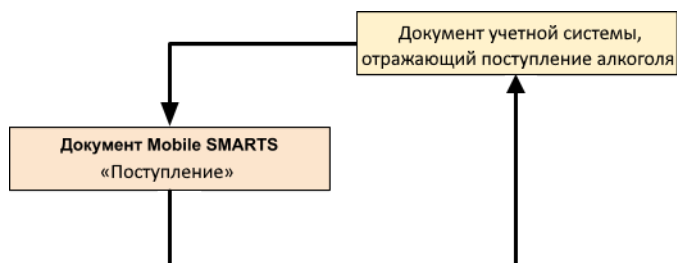 Документ учетной системы,
отражающий поступление алкоголя
Документ Mobile SMARTS
«Поступление»